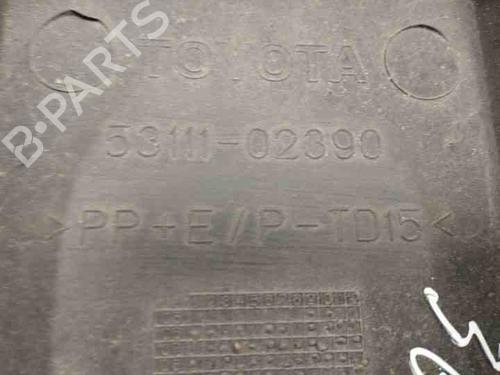 TOYOTA
B-PARTS
53111-02390
>PP+E/P-TD15<